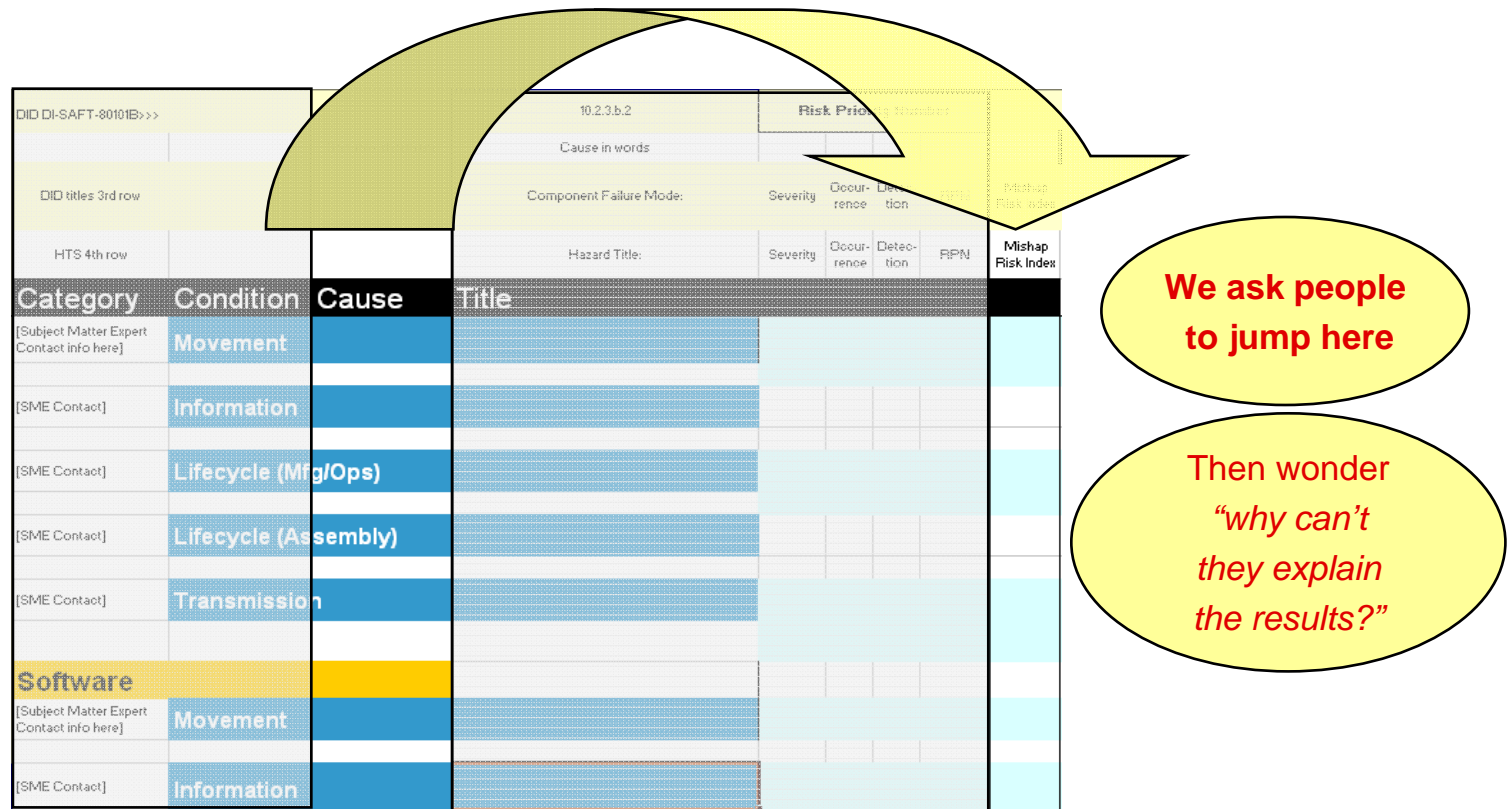 DID DI-SAFT-80101B>>>
10.2.3.b.2
Risk Prio
Cause in words
DID titles 3rd row
Component Failure Mode:
Severity
Occur-
rence
tion
Mishap
Risk Index
HTS 4th row
Hazard Title:
Severity
Occur-
rence
Detec-
tion
RPN
Mishap
Risk Index
Category Condition Cause Title
[Subject Matter Expert
Contact info here]
Movement
[SME Contact]
Information
[SME Contact]
Lifecycle (Mfg/Ops)
[SME Contact]
Lifecycle (Assembly)
[SME Contact]
Transmission
Software
[Subject Matter Expert
Contact info here]
Movement
[SME Contact]
Information
We ask people
to jump here
Then wonder
“why can’t
they explain
the results?”